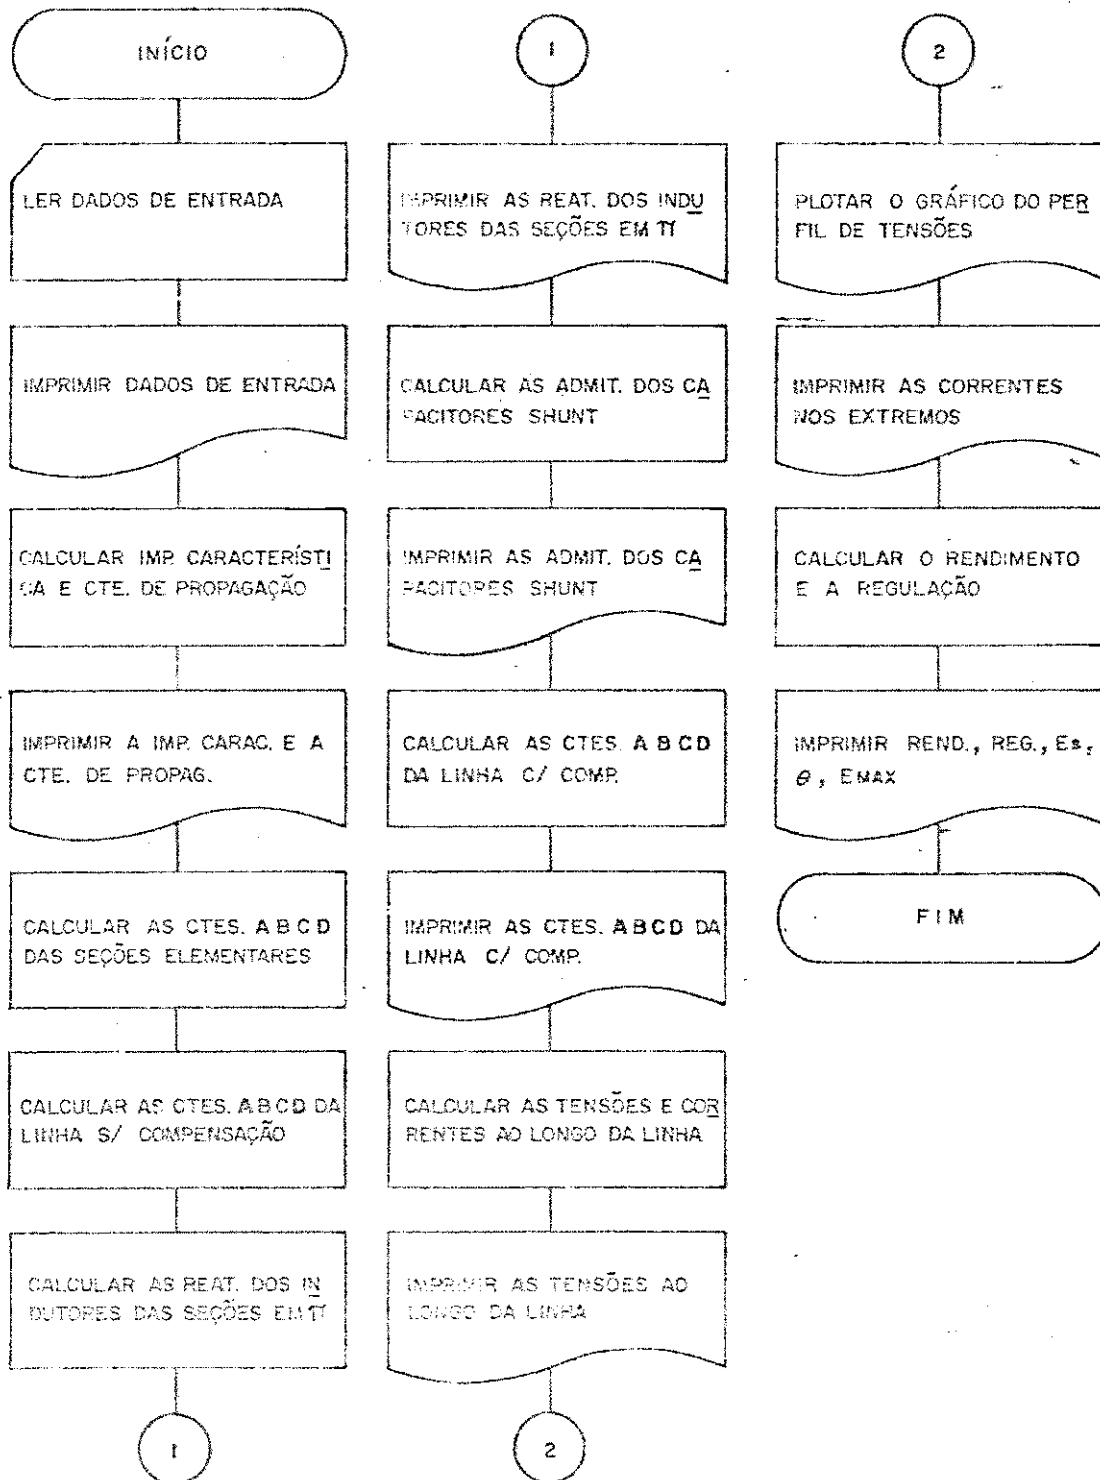 INÍCIO
LER DADOS DE ENTRADA
IMPRIMIR DADOS DE ENTRADA
CALCULAR IMP. CARACTERÍSTI
CA E CTE. DE PROPAGAÇÃO
IMPRIMIR A IMP. CARAC. E A
CTE. DE PROPAG.
CALCULAR AS CTES. A B C D
DAS SEÇÕES ELEMENTARES
CALCULAR AS CTES. A B C D DA
LINHA S/ COMPENSAÇÃO
CALCULAR AS REAT. DOS IN
DUTORES DAS SEÇÕES EM π
1
1
IMPRIMIR AS REAT. DOS INDU
TORES DAS SEÇÕES EM π
CALCULAR AS ADMIT. DOS CA
PACITORES SHUNT
IMPRIMIR AS ADMIT. DOS CA
PACITORES SHUNT
CALCULAR AS CTES. A B C D
DA LINHA C/ COMP.
IMPRIMIR AS CTES. A B C D DA
LINHA C/ COMP.
CALCULAR AS TENSÕES E COR
RENTES AO LONGO DA LINHA
IMPRIMIR AS TENSÕES AO
LONGO DA LINHA
2
2
PLOTAR O GRÁFICO DO PER
FIL DE TENSÕES
IMPRIMIR AS CORRENTES
NOS EXTREMOS
CALCULAR O RENDIMENTO
E A REGULAÇÃO
IMPRIMIR REND., REG., Es,
θ, EMAX
FIM